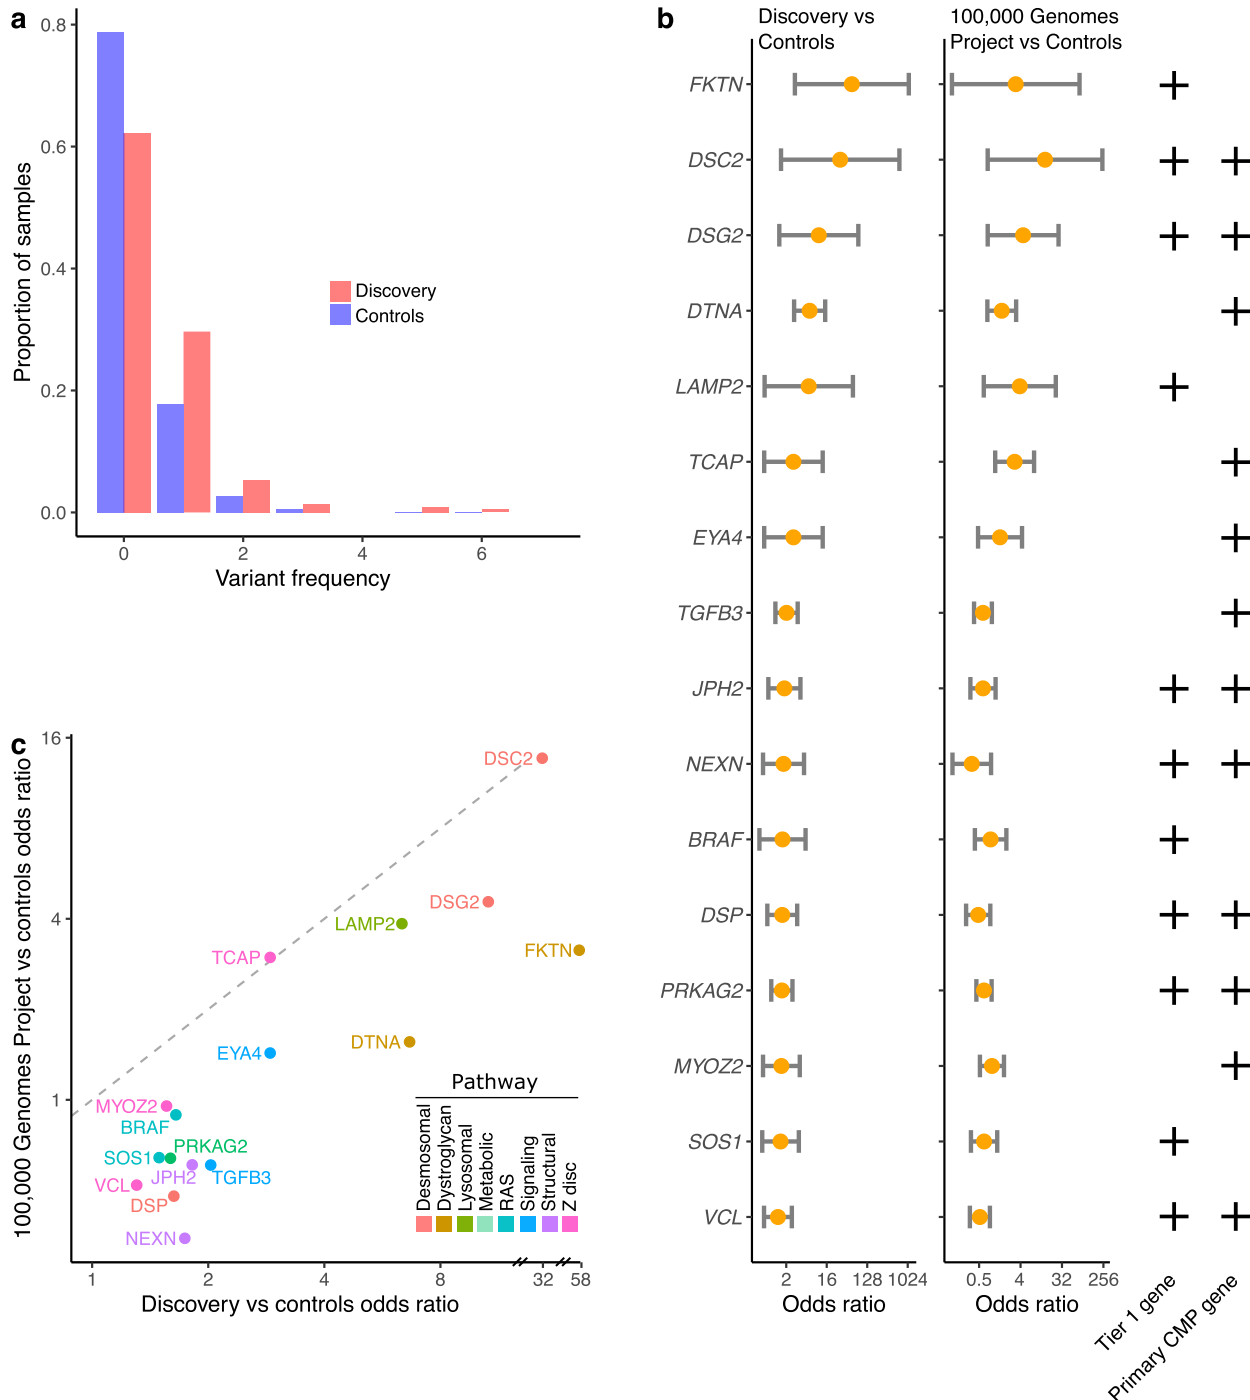 a
0.8
0.6
0.4
0.2
0.0
Proportion of samples
Discovery
Controls
0 2 4 6
Variant frequency
b
Discovery vs
Controls
100,000 Genomes
Project vs Controls
FKTN
DSC2
DSG2
DTNA
LAMP2
TCAP
EYA4
TGFB3
JPH2
NEXN
BRAF
DSP
PRKAG2
MYOZ2
SOS1
VCL
2 16 128 1024
Odds ratio
0.5 4 32 256
Odds ratio
Tier 1 gene
Primary CMP gene
c
16
4
1
100,000 Genomes Project vs controls odds ratio
DSC2
DSG2
LAMP2
FKTN
TCAP
DTNA
EYA4
MYOZ2
BRAF
PRKAG2
SOS1
JPH2
TGFB3
VCL
DSP
NEXN
Pathway
Desmosomal
Dystroglycan
Lysosomal
Metabolic
RAS
Signaling
Structural
Z disc
1 2 4 8 32 58
Discovery vs controls odds ratio